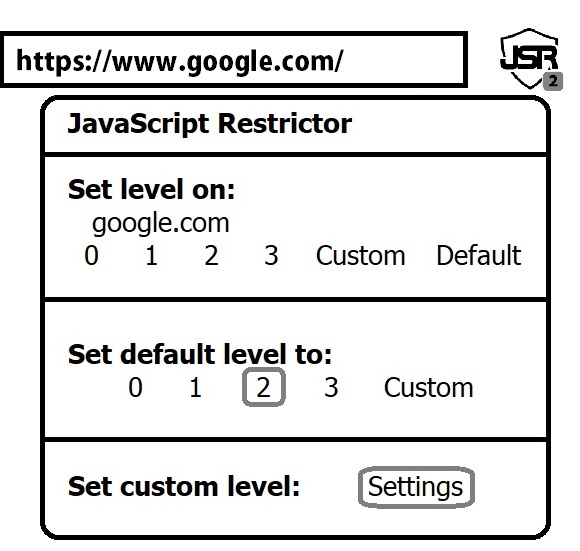 https://www.google.com/
JSR
2
JavaScript Restrictor
Set level on:
google.com
0 1 2 3 Custom Default
Set default level to:
0 1 2 3 Custom
Set custom level: Settings